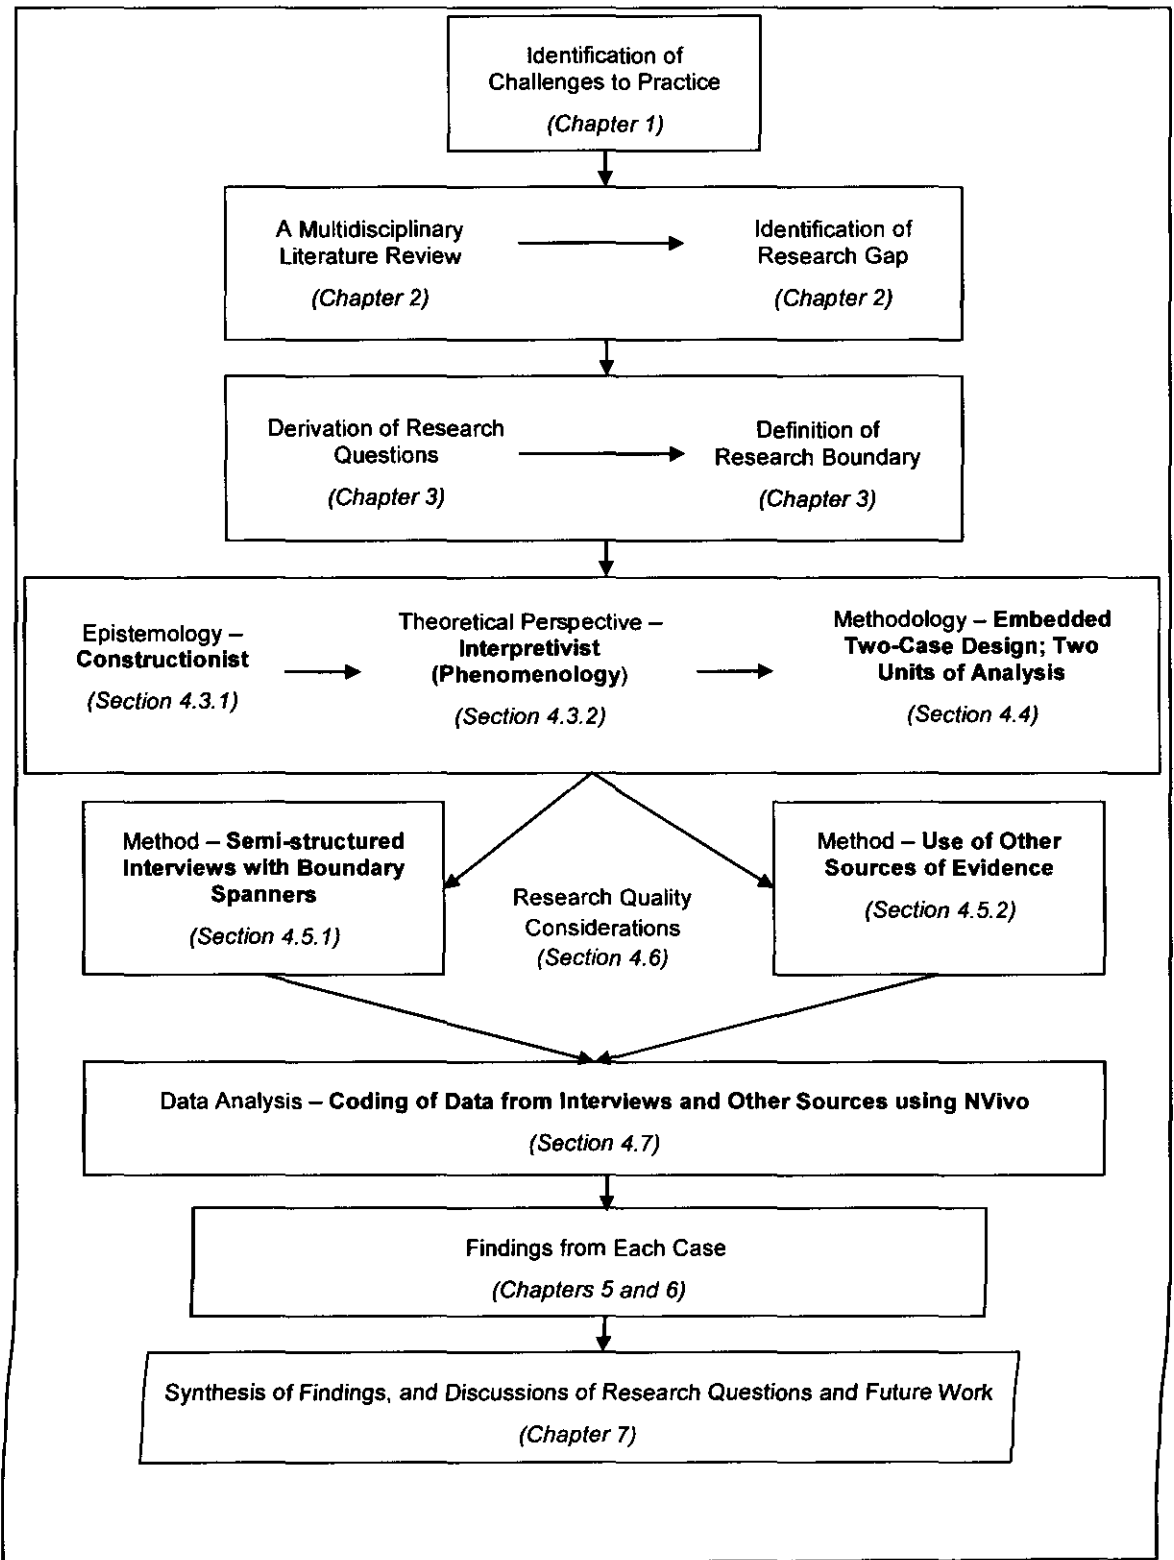 Identification of
Challenges to Practice
(Chapter 1)
A Multidisciplinary
Literature Review
(Chapter 2)
Identification of
Research Gap
(Chapter 2)
Derivation of Research
Questions
(Chapter 3)
Definition of
Research Boundary
(Chapter 3)
Epistemology –
Constructionist
(Section 4.3.1)
Theoretical Perspective –
Interpretivist
(Phenomenology)
(Section 4.3.2)
Methodology – Embedded
Two-Case Design; Two
Units of Analysis
(Section 4.4)
Method – Semi-structured
Interviews with Boundary
Spanners
(Section 4.5.1)
Research Quality
Considerations
(Section 4.6)
Method – Use of Other
Sources of Evidence
(Section 4.5.2)
Data Analysis – Coding of Data from Interviews and Other Sources using NVivo
(Section 4.7)
Findings from Each Case
(Chapters 5 and 6)
Synthesis of Findings, and Discussions of Research Questions and Future Work
(Chapter 7)